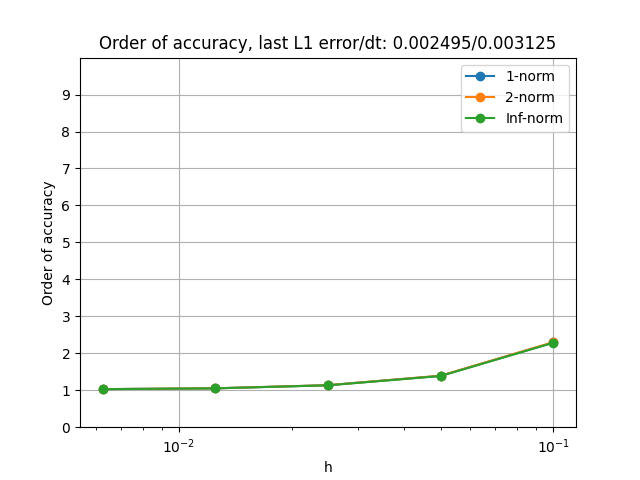 Order of accuracy, last L1 error/dt: 0.002495/0.003125
1-norm
2-norm
Inf-norm
Order of accuracy
9
8
7
6
5
4
3
2
1
0
10⁻²
10⁻¹
h